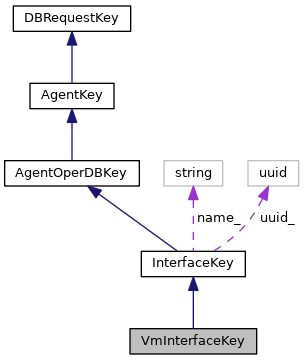 DBRequestKey
AgentKey
AgentOperDBKey
string
uuid
name_
uuid_
InterfaceKey
VmInterfaceKey